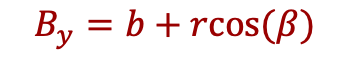 B_y = b + rcos(β)